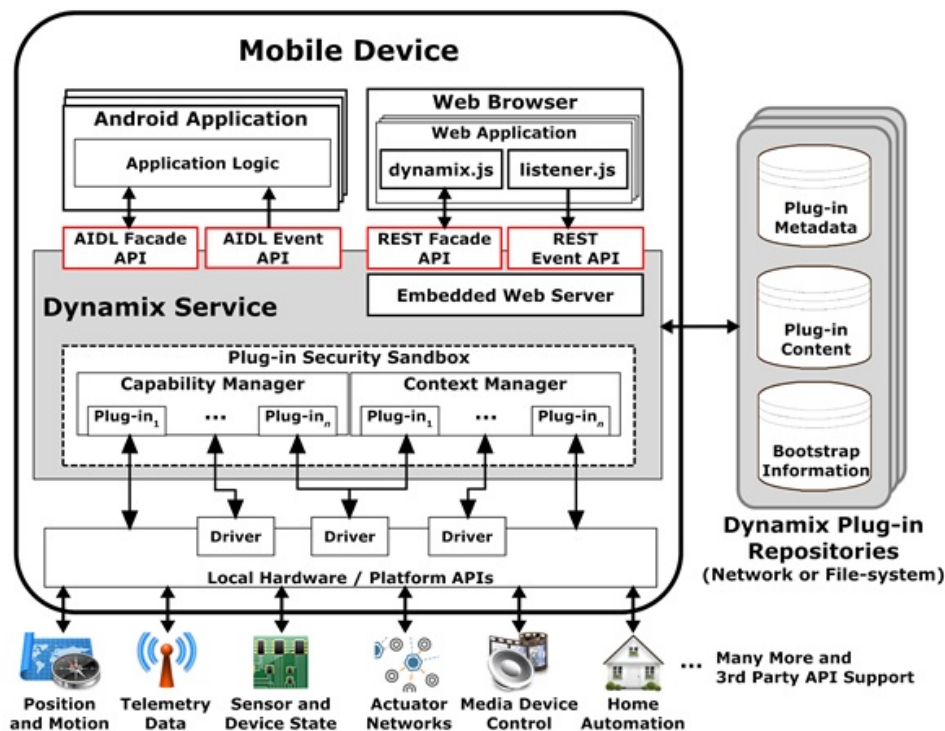 Mobile Device
Android Application
Application Logic
Web Browser
Web Application
dynamix.js
listener.js
AIDL Facade
API
AIDL Event
API
REST Facade
API
REST
Event API
Dynamix Service
Embedded Web Server
Plug-in Security Sandbox
Capability Manager
Context Manager
Plug-in1
...
Plug-inn
Plug-in1
...
Plug-inn
Driver
Driver
Driver
Local Hardware / Platform APIs
Plug-in
Metadata
Plug-in
Content
Bootstrap
Information
Dynamix Plug-in
Repositories
(Network or File-system)
Position
and Motion
Telemetry
Data
Sensor and
Device State
Actuator
Networks
Media Device
Control
Home
Automation
... Many More and
3rd Party API Support